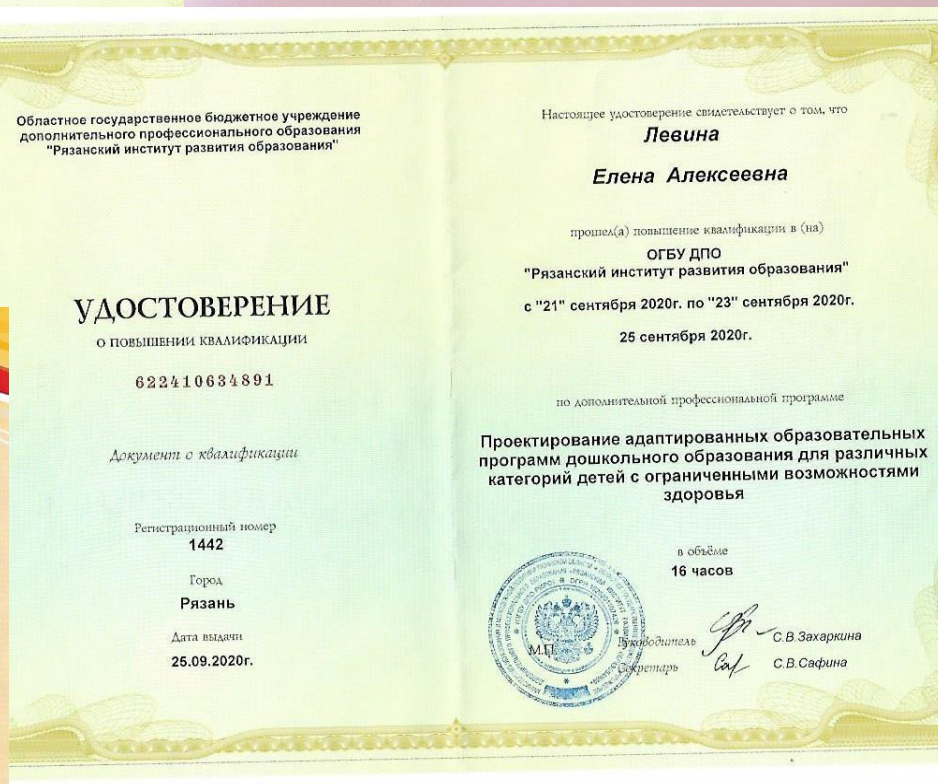 Областное государственное бюджетное учреждение
дополнительного профессионального образования
"Рязанский институт развития образования"
УДОСТОВЕРЕНИЕ
О ПОВЫШЕНИИ КВАЛИФИКАЦИИ
622410634891
Документ о квалификации
Регистрационный номер
1442
Город
Рязань
Дата выдачи
25.09.2020г.
Настоящее удостоверение свидетельствует о том, что
Левина
Елена Алексеевна
прошел(а) повышение квалификации в (на)
ОГБУ ДПО
"Рязанский институт развития образования"
с "21" сентября 2020г. по "23" сентября 2020г.
25 сентября 2020г.
по дополнительной профессиональной программе
Проектирование адаптированных образовательных
программ дошкольного образования для различных
категорий детей с ограниченными возможностями
здоровья
в объёме
16 часов
Руководитель С.В.Захаркина
М.П.
Секретарь С.В.Сафина